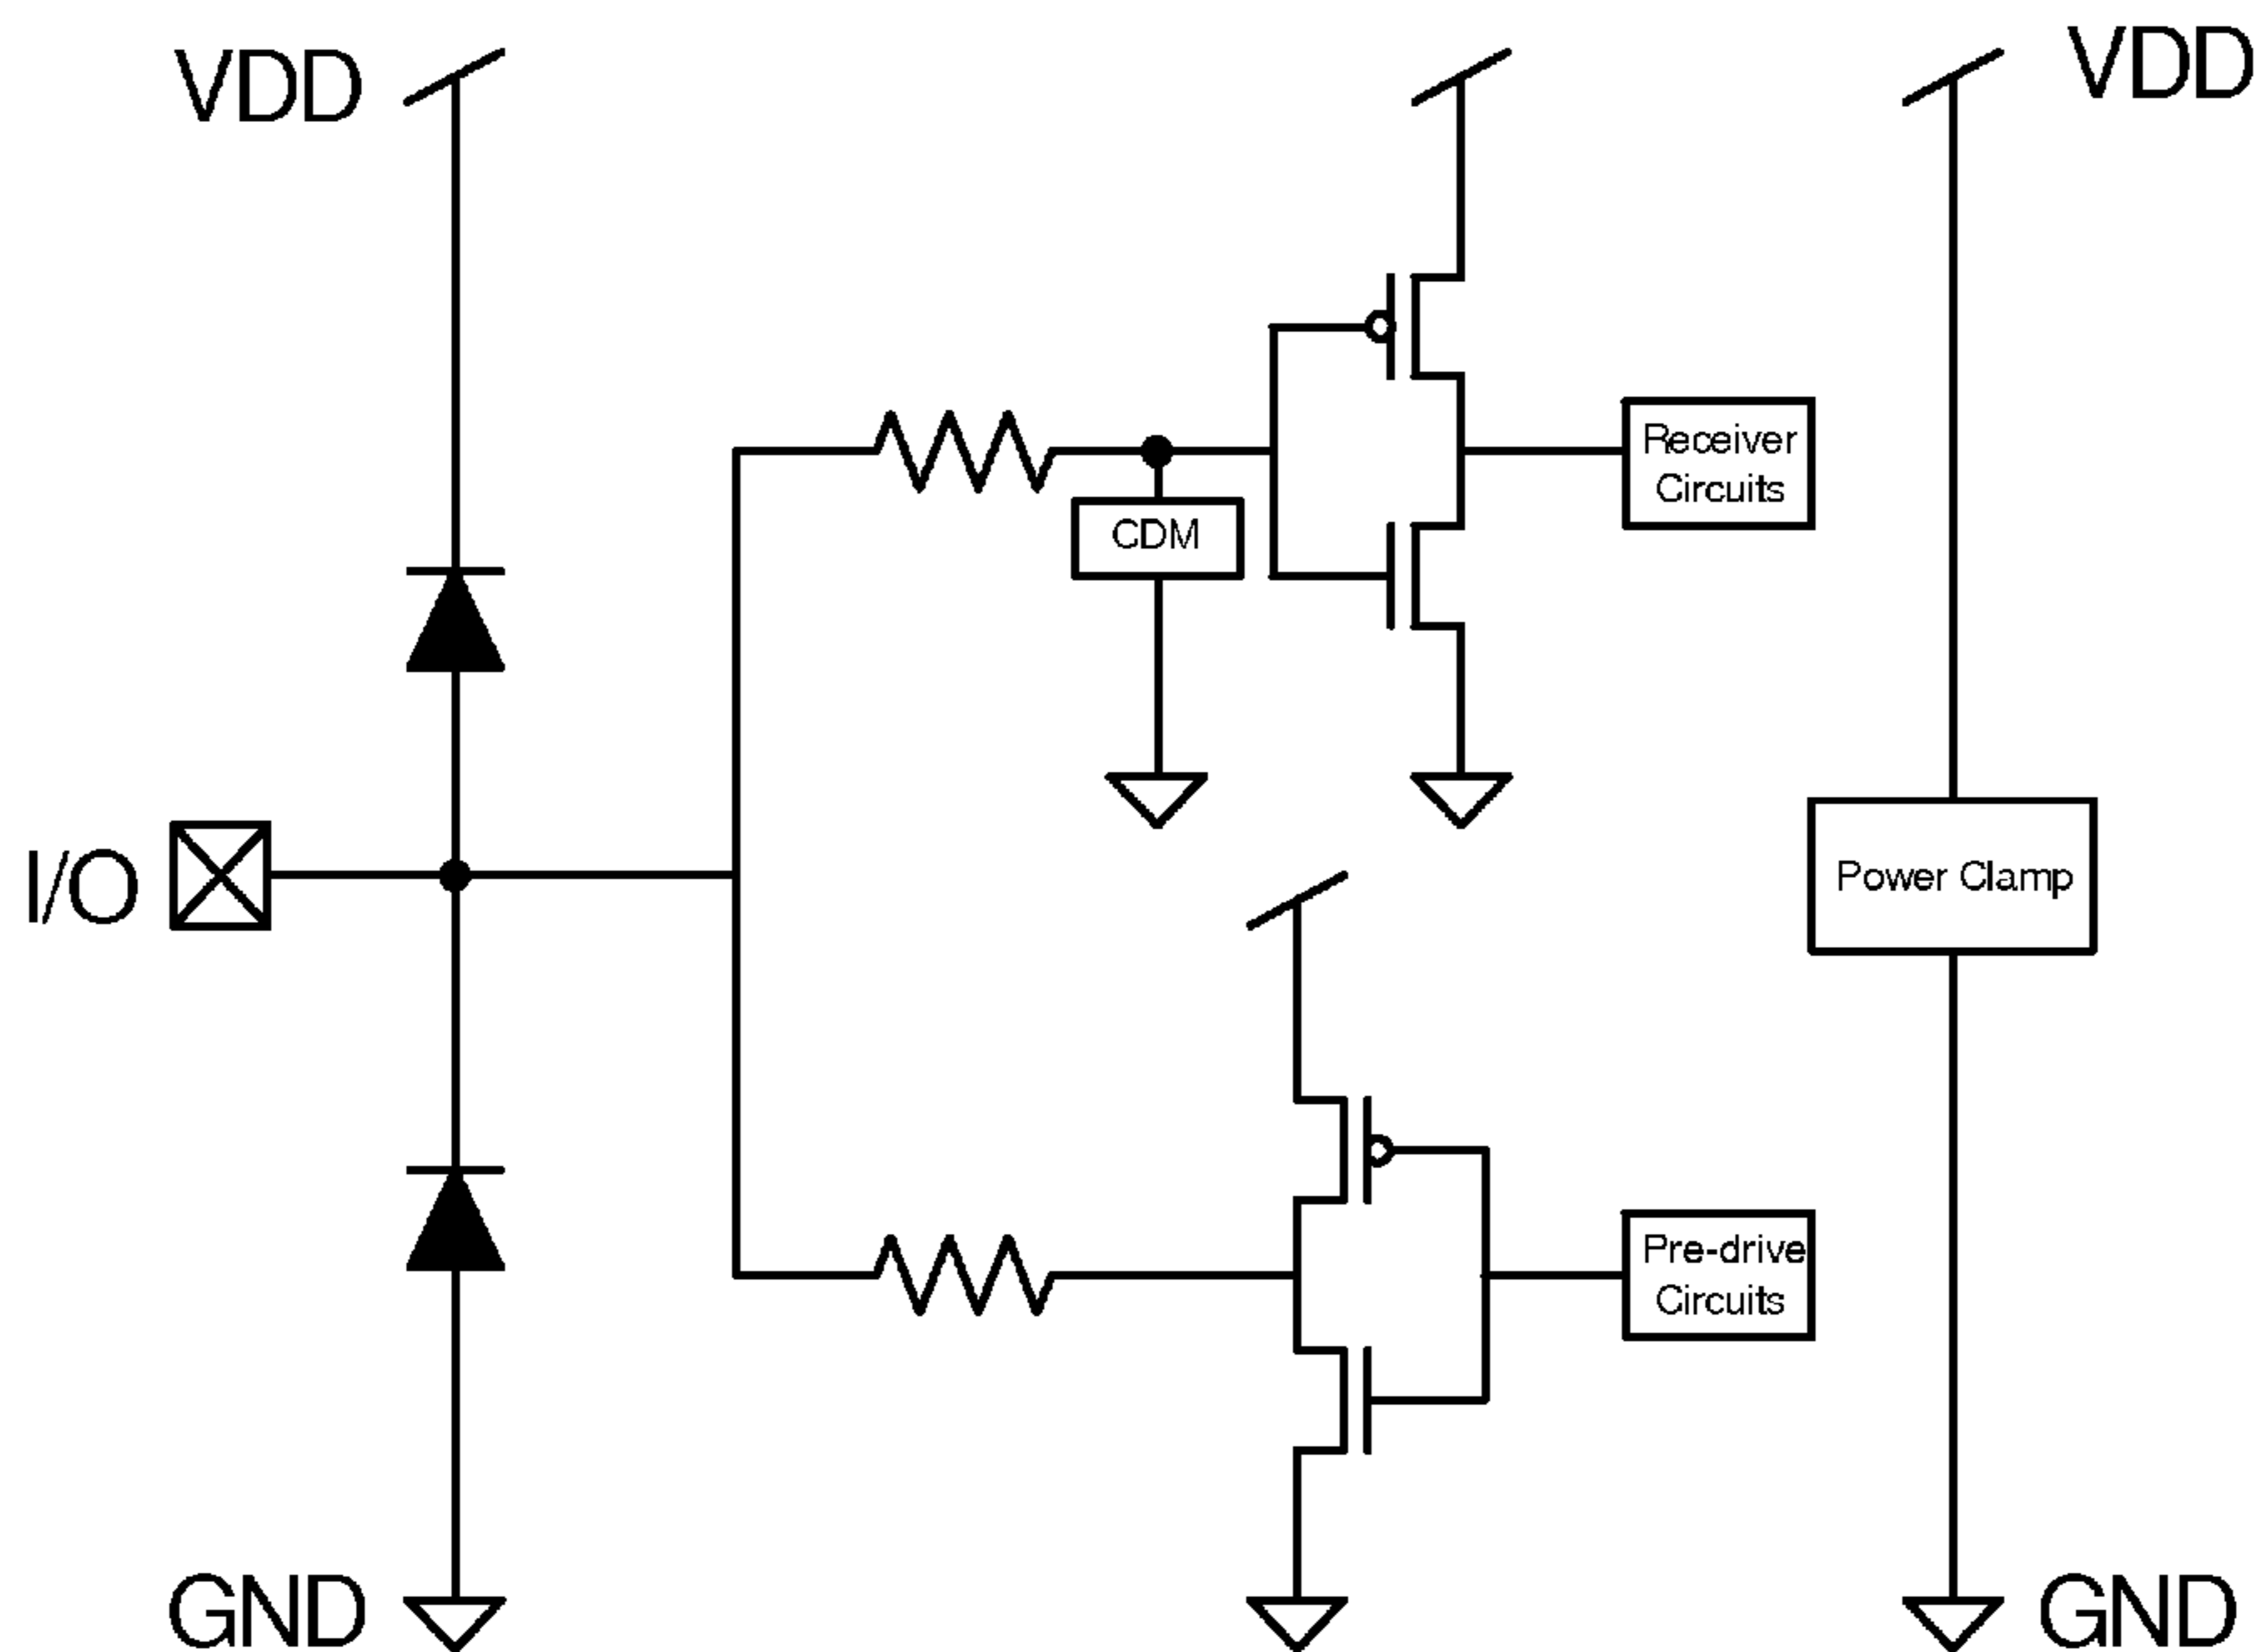 VDD
VDD
Receiver
Circuits
CDM
I/O
Power Clamp
Pre-drive
Circuits
GND
GND